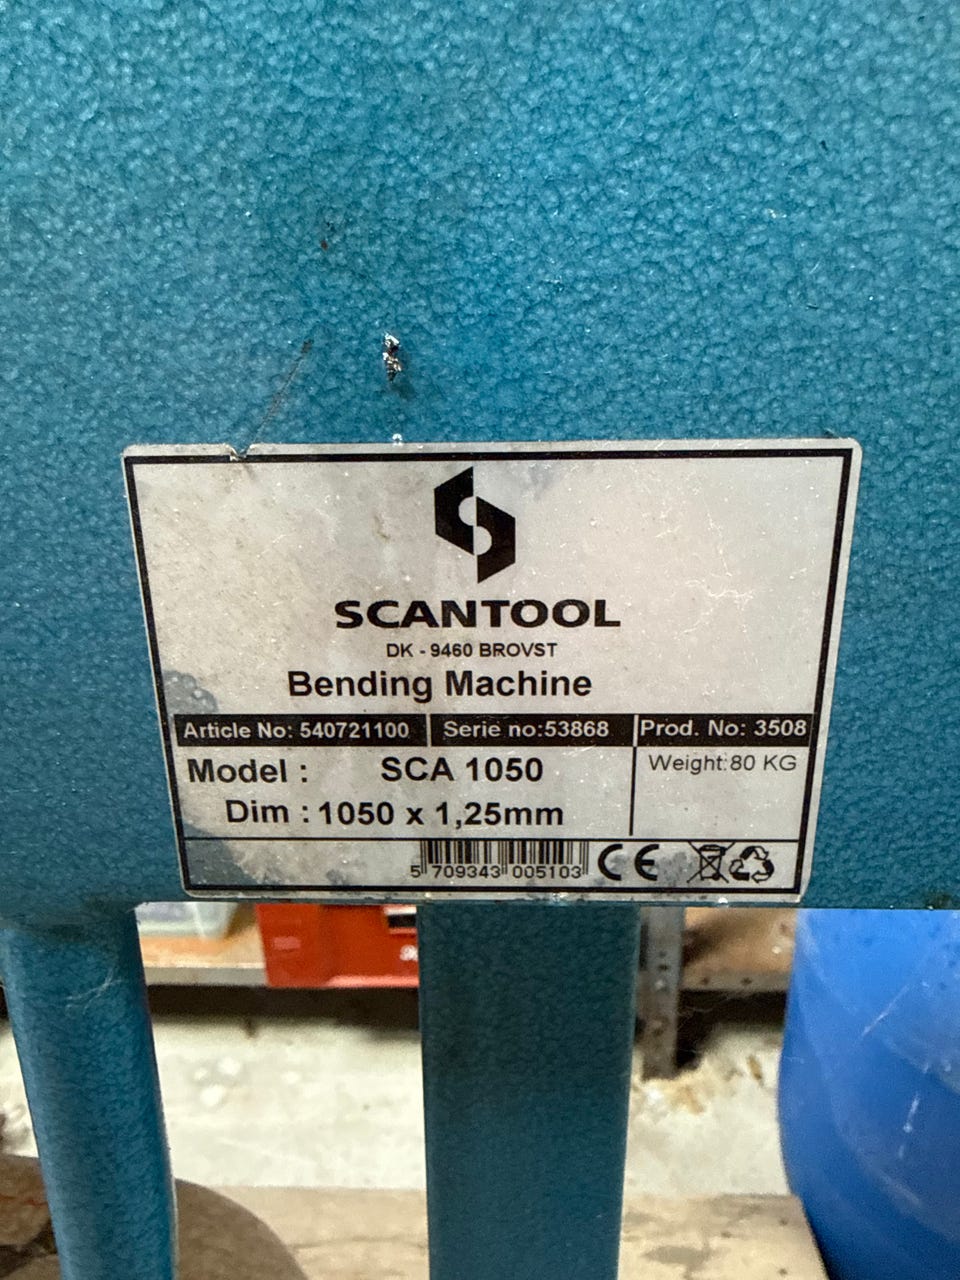 SCANTOOL
DK - 9460 BROVST
Bending Machine
Article No: 540721100 Serie no:53868 Prod. No: 3508
Model : SCA 1050 Weight:80 KG
Dim : 1050 x 1,25mm
5 709343 005103
CE